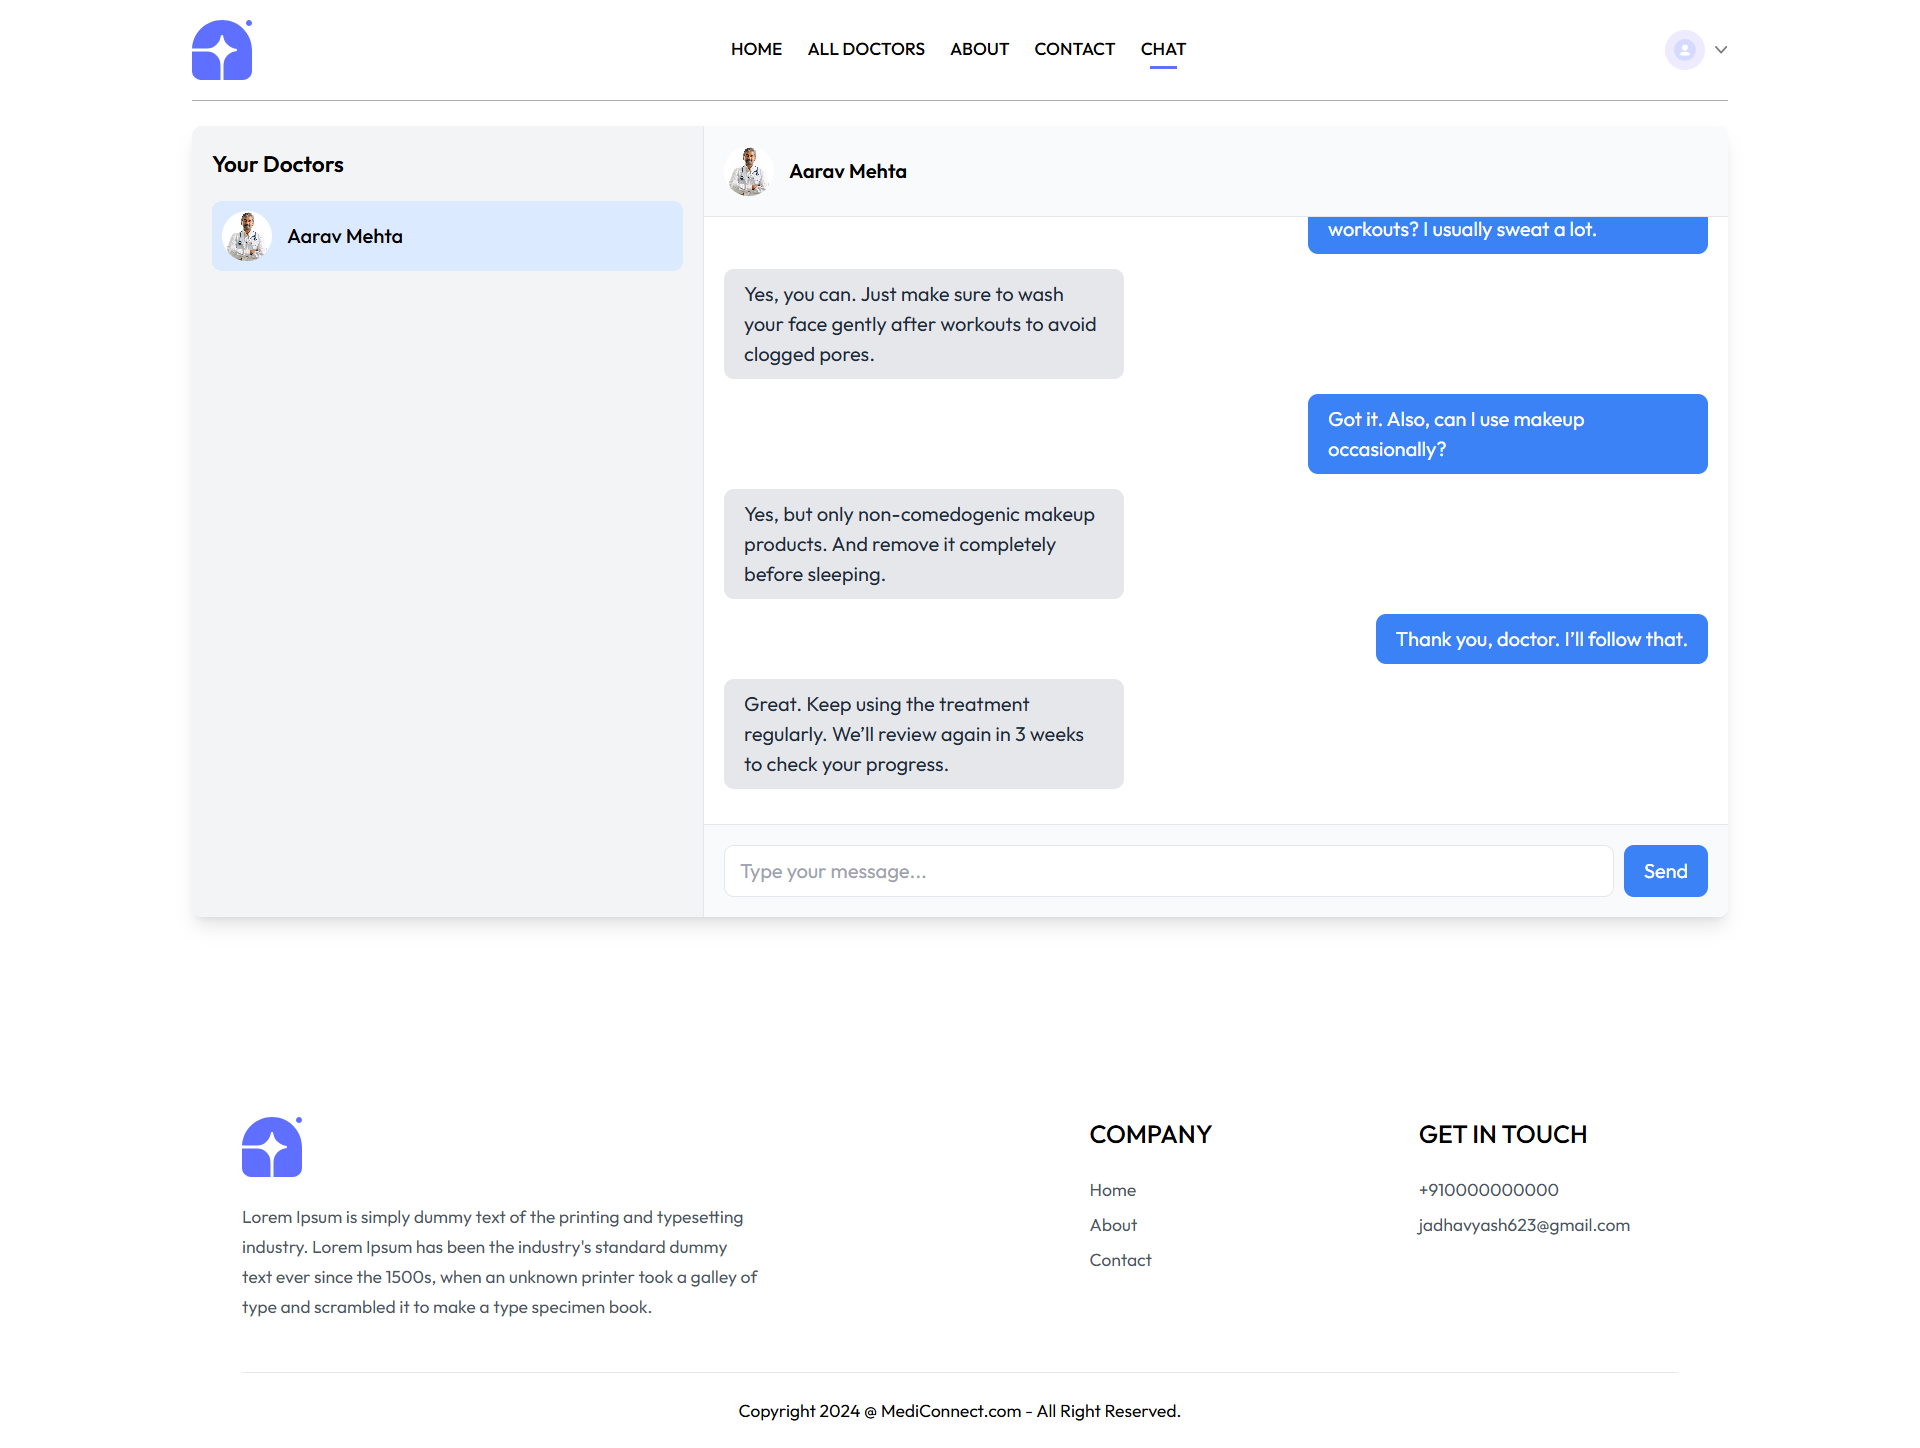 HOME
ALL DOCTORS
ABOUT
CONTACT
CHAT
Your Doctors
Aarav Mehta
Aarav Mehta
workouts? I usually sweat a lot.
Yes, you can. Just make sure to wash
your face gently after workouts to avoid
clogged pores.
Got it. Also, can I use makeup
occasionally?
Yes, but only non-comedogenic makeup
products. And remove it completely
before sleeping.
Thank you, doctor. I’ll follow that.
Great. Keep using the treatment
regularly. We’ll review again in 3 weeks
to check your progress.
Type your message...
Send
Lorem Ipsum is simply dummy text of the printing and typesetting
industry. Lorem Ipsum has been the industry's standard dummy
text ever since the 1500s, when an unknown printer took a galley of
type and scrambled it to make a type specimen book.
COMPANY
Home
About
Contact
GET IN TOUCH
+910000000000
jadhavyash623@gmail.com
Copyright 2024 @ MediConnect.com - All Right Reserved.